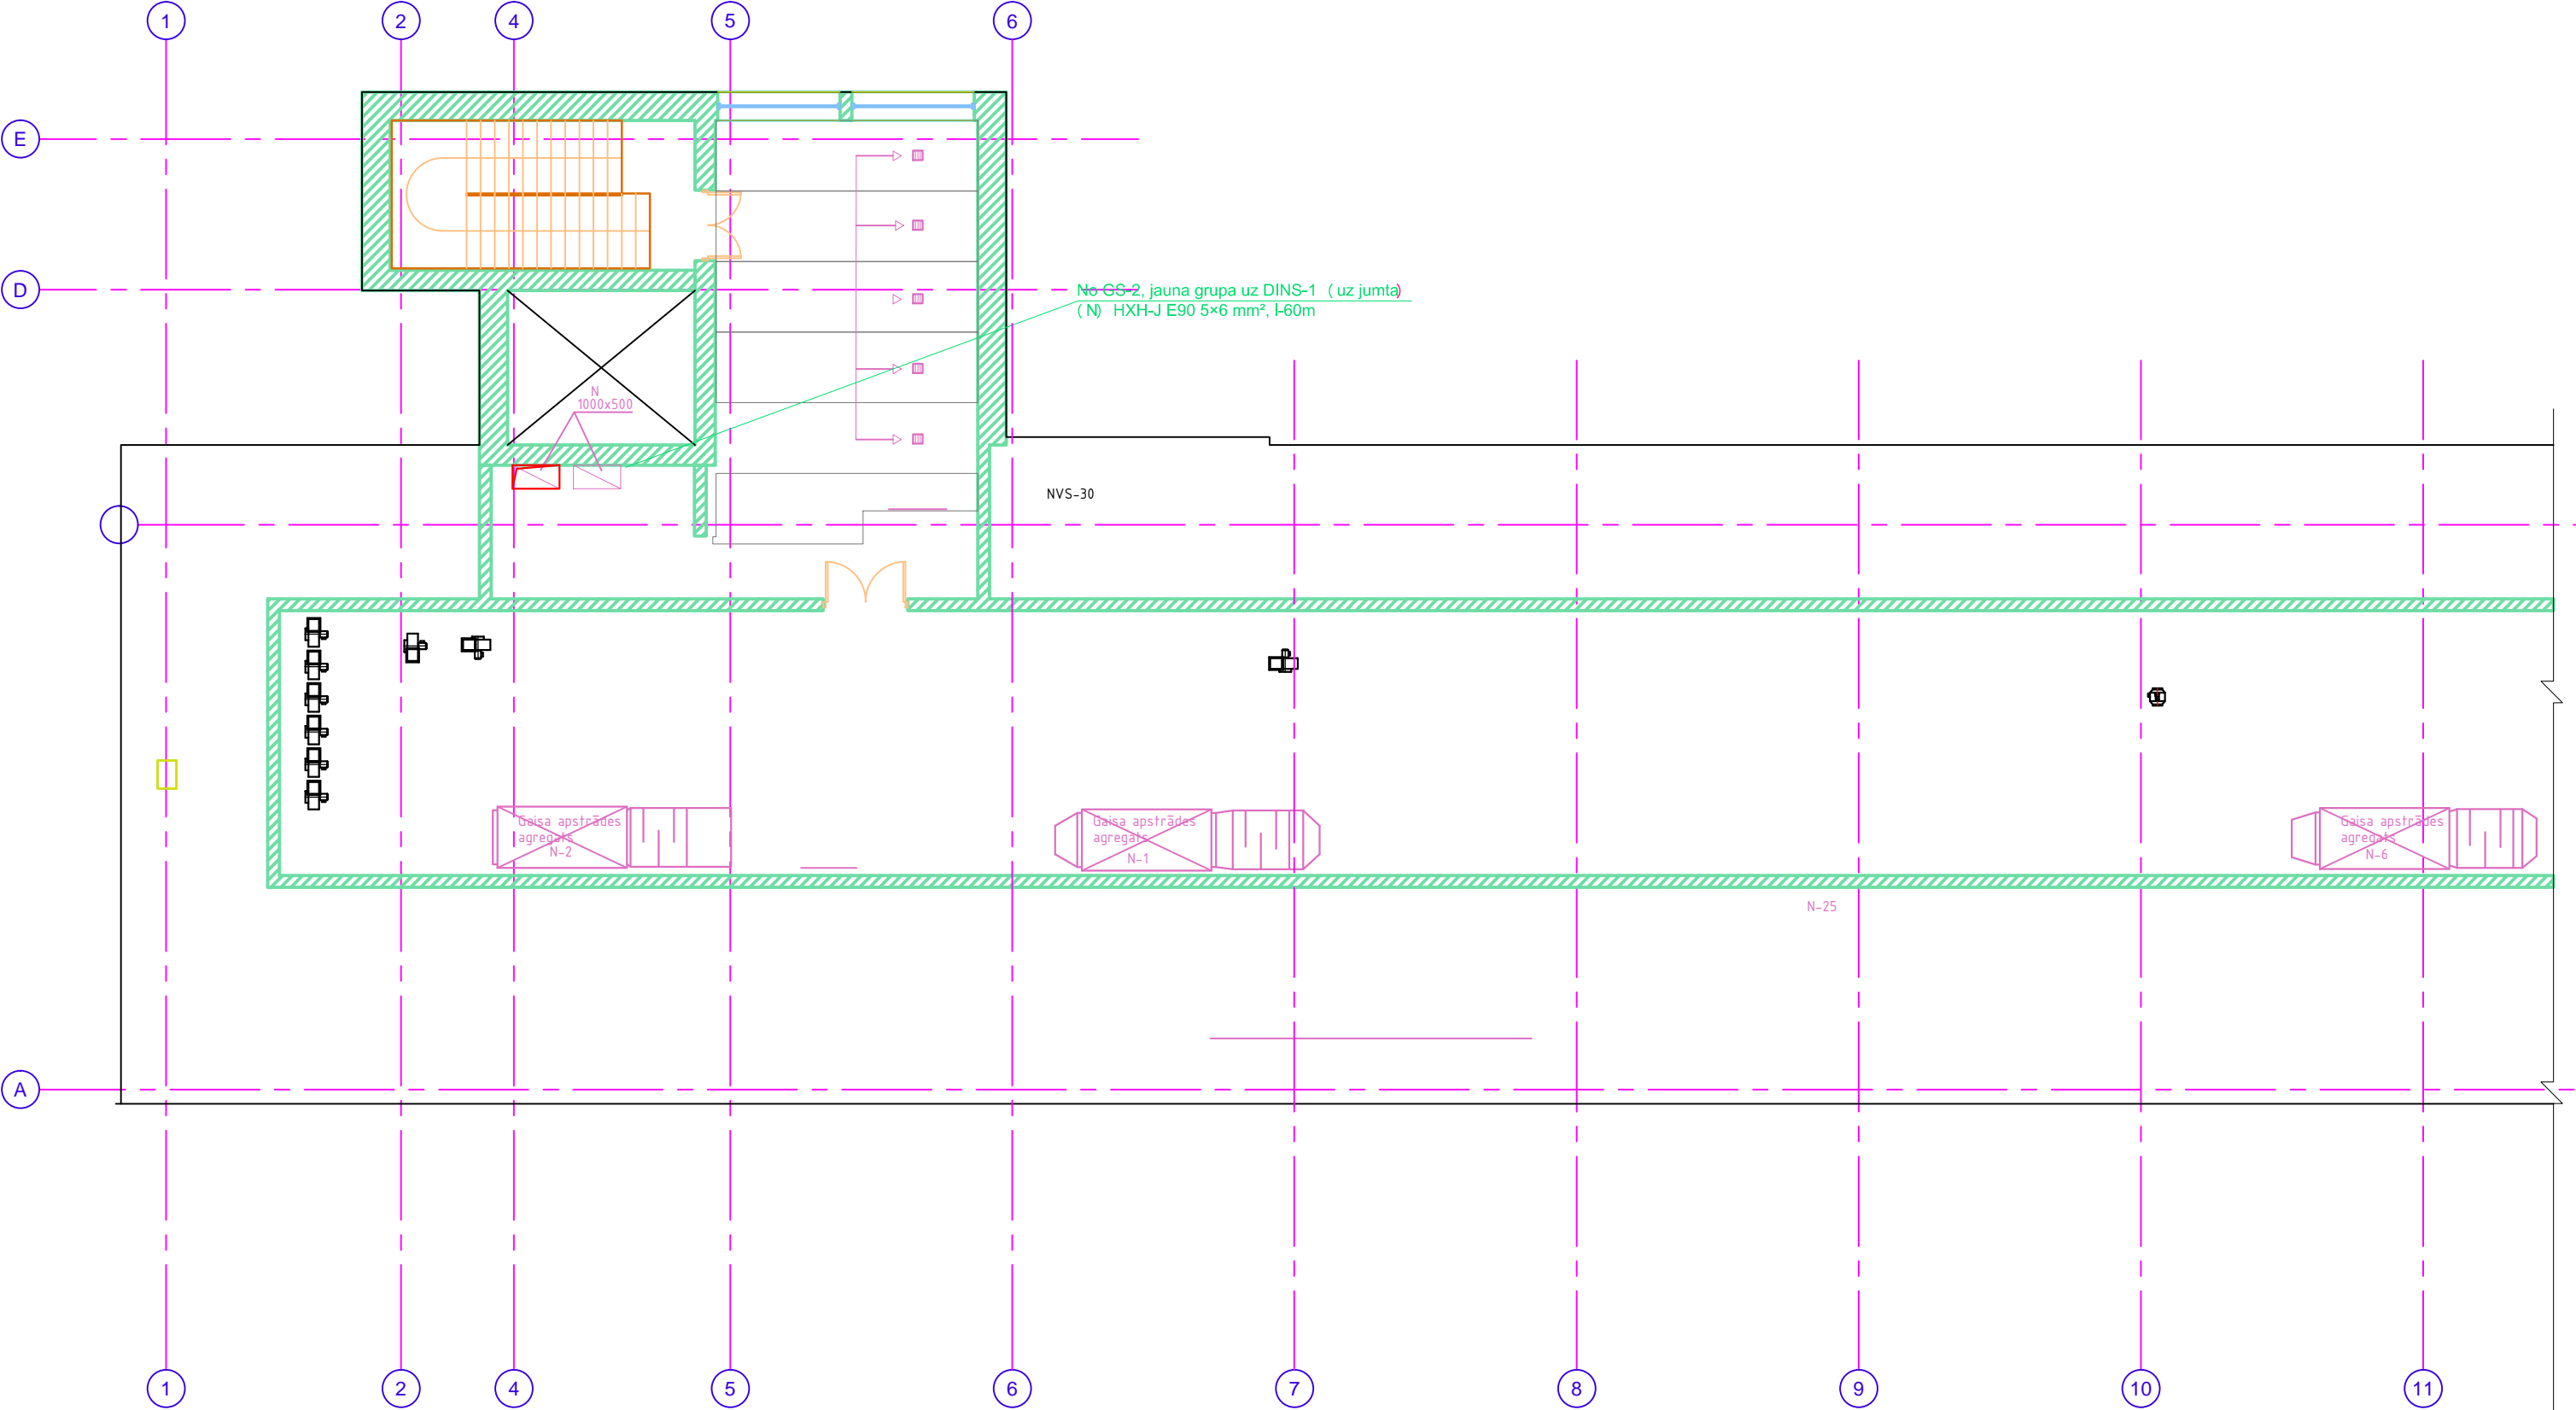 1 2 4 5 6
E
D
No GS-2, jauna grupa uz DINS-1 (uz jumta)
(N) HXH-J E90 5×6 mm², l-60m
N
1000x500
NVS-30
Gaisa apstrādes
agregats
N-2
Gaisa apstrādes
agregats
N-1
Gaisa apstrādes
agregats
N-6
N-25
A
1 2 4 5 6 7 8 9 10 11